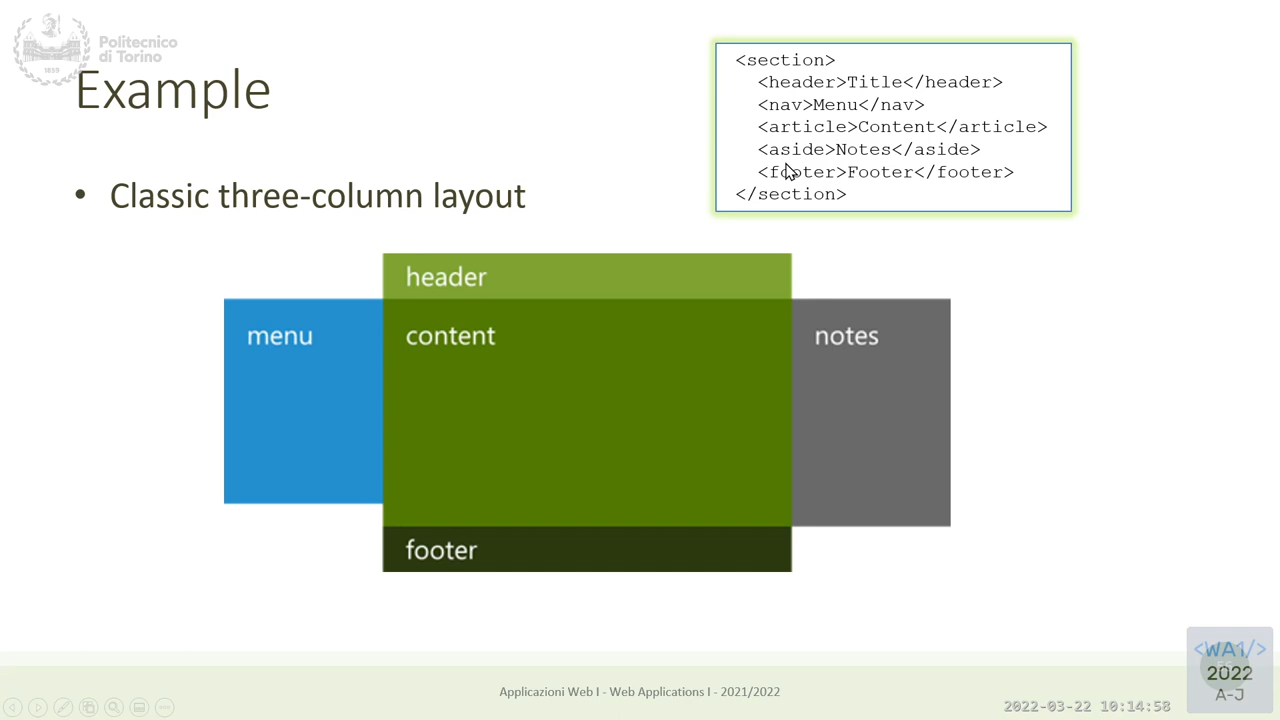 Politecnico
di Torino
1859
Example
<section>
<header>Title</header>
<nav>Menu</nav>
<article>Content</article>
<aside>Notes</aside>
<footer>Footer</footer>
</section>
• Classic three-column layout
header
menu
content
notes
footer
Applicazioni Web I - Web Applications I - 2021/2022
<WA1/>
2022
A-J
2022-03-22 10:14:58